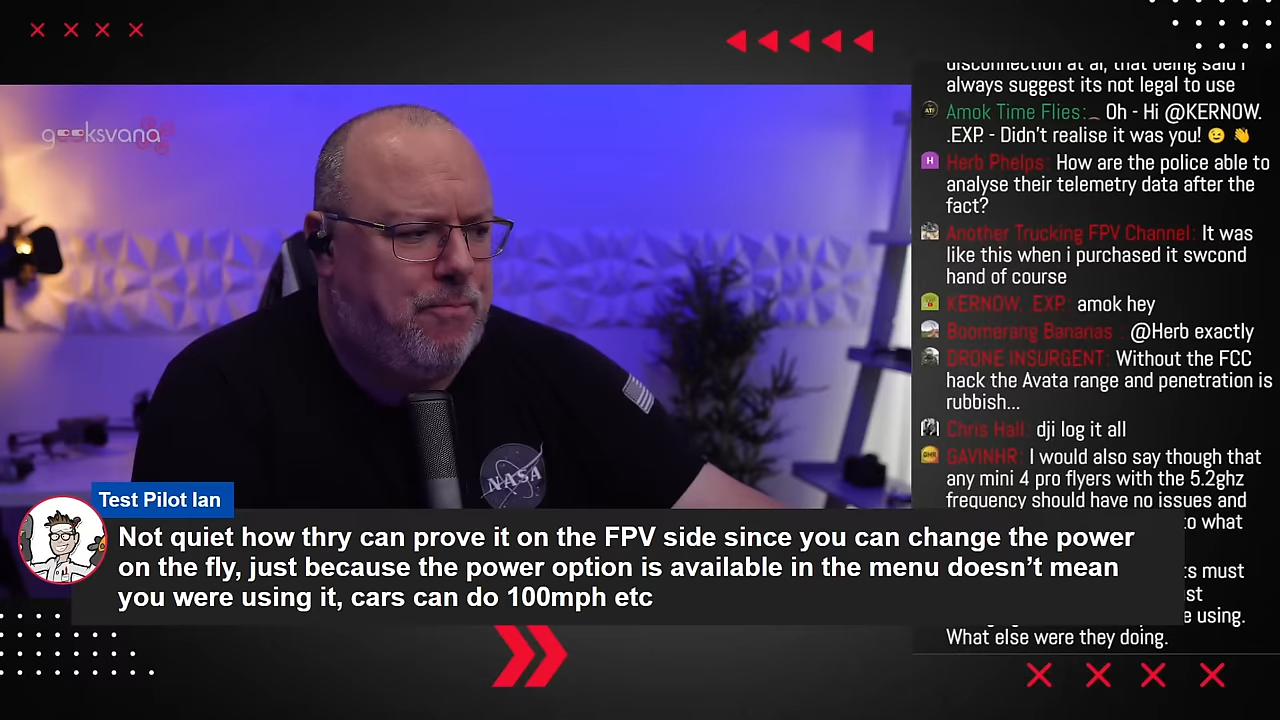 geeksvana
NASA
disconnection at al, that being said I
always suggest its not legal to use
Amok Time Flies:_ Oh - Hi @KERNOW.
.EXP. - Didn't realise it was you! 😉 👋
Herb Phelps: How are the police able to
analyse their telemetry data after the
fact?
Another Trucking FPV Channel: It was
like this when i purchased it swcond
hand of course
KERNOW. .EXP: amok hey
Boomerang Bananas : @Herb exactly
DRONE INSURGENT: Without the FCC
hack the Avata range and penetration is
rubbish...
Chris Hall: dji log it all
GAVINHR: I would also say though that
any mini 4 pro flyers with the 5.2ghz
frequency should have no issues and
to what
must
st
e using.
What else were they doing.
Test Pilot Ian
Not quiet how thry can prove it on the FPV side since you can change the power
on the fly, just because the power option is available in the menu doesn’t mean
you were using it, cars can do 100mph etc